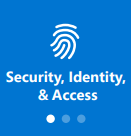 Security, Identity,
& Access